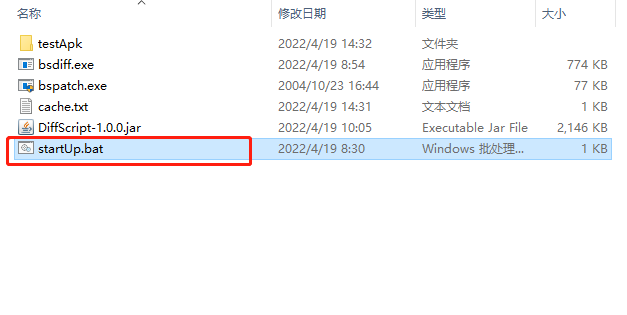 名称 修改日期 类型 大小
testApk 2022/4/19 14:32 文件夹
bsdiff.exe 2022/4/19 8:54 应用程序 774 KB
bspatch.exe 2004/10/23 16:44 应用程序 77 KB
cache.txt 2022/4/19 14:31 文本文档 1 KB
DiffScript-1.0.0.jar 2022/4/19 10:05 Executable Jar File 2,146 KB
startUp.bat 2022/4/19 8:30 Windows 批处理... 1 KB